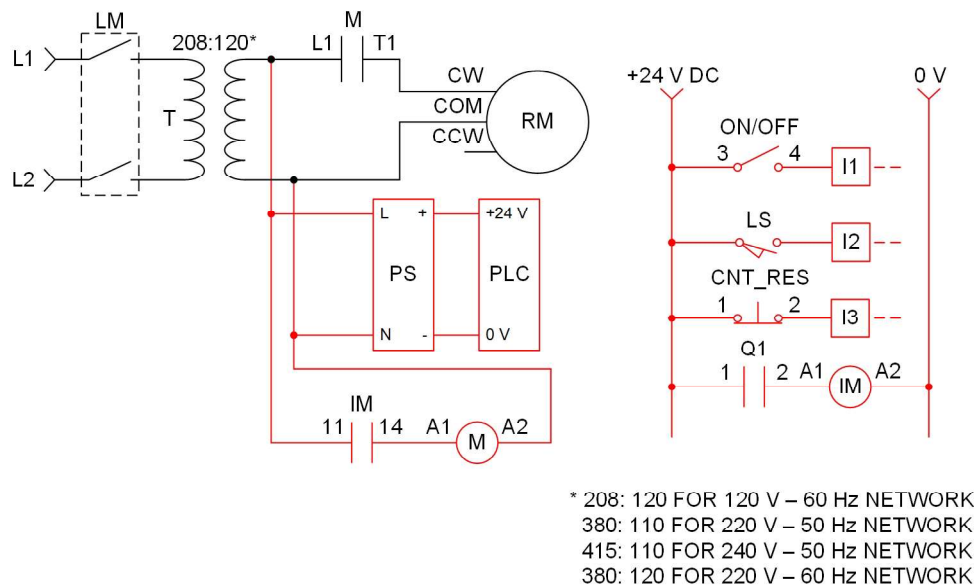 LM
L1
L2
T
208:120*
M
L1 T1
CW
COM
CCW
RM
L +
PS
N -
+24 V
PLC
0 V
IM
11 14 A1 M A2
+24 V DC 0 V
ON/OFF
3 4 I1
LS
I2
CNT_RES
1 2 I3
Q1
1 2 A1 IM A2
* 208: 120 FOR 120 V – 60 Hz NETWORK
380: 110 FOR 220 V – 50 Hz NETWORK
415: 110 FOR 240 V – 50 Hz NETWORK
380: 120 FOR 220 V – 60 Hz NETWORK